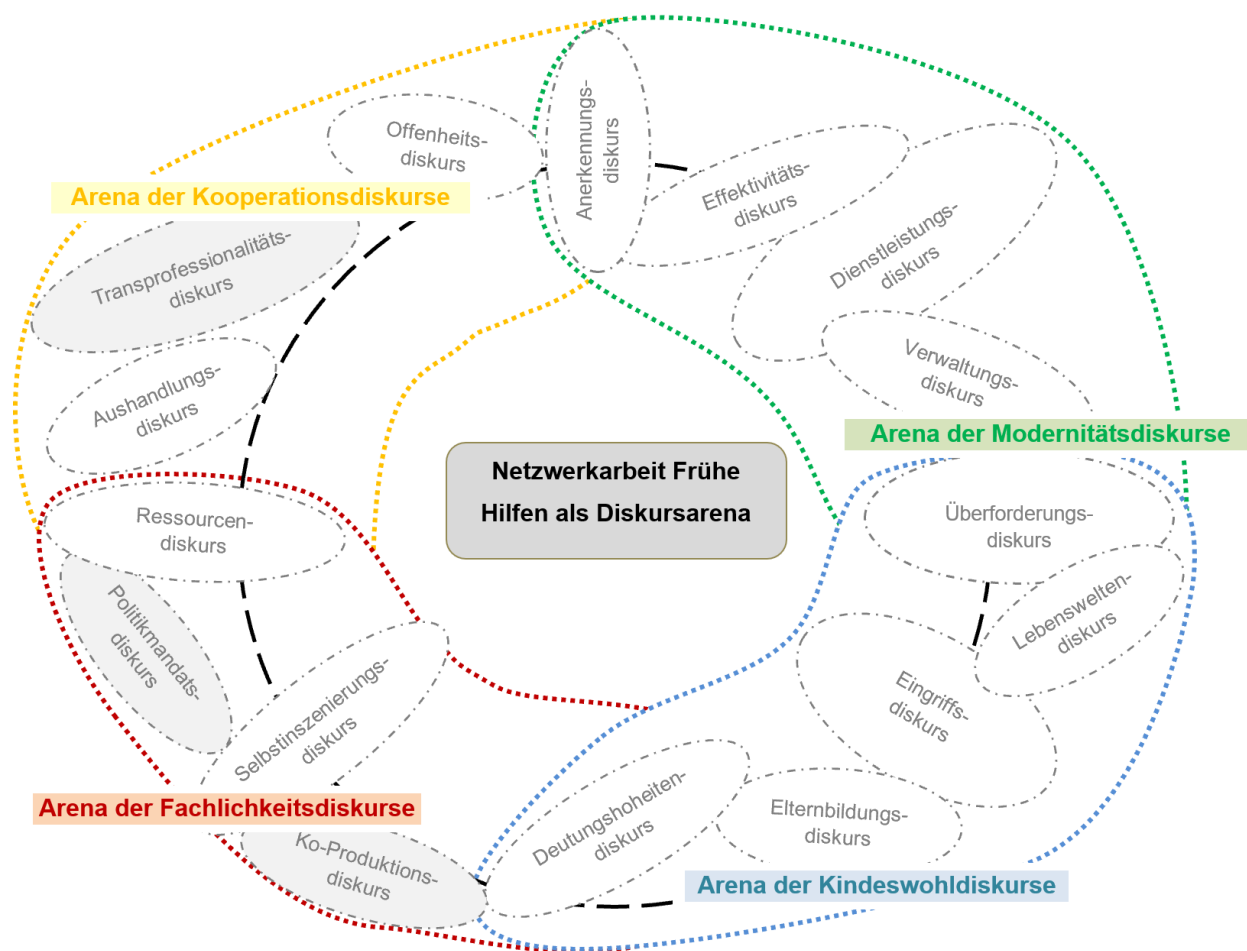 Offenheits-
diskurs
Anerkennungs-
diskurs
Effektivitäts-
diskurs
Dienstleistungs-
diskurs
Arena der Kooperationsdiskurse
Transprofessionalitäts-
diskurs
Verwaltungs-
diskurs
Aushandlungs-
diskurs
Arena der Modernitätsdiskurse
Netzwerkarbeit Frühe
Hilfen als Diskursarena
Ressourcen-
diskurs
Überforderungs-
diskurs
Politikmandats-
diskurs
Lebenswelten-
diskurs
Selbstinszenierungs-
diskurs
Eingriffs-
diskurs
Arena der Fachlichkeitsdiskurse
Deutungshoheiten-
diskurs
Elternbildungs-
diskurs
Ko-Produktions-
diskurs
Arena der Kindeswohldiskurse